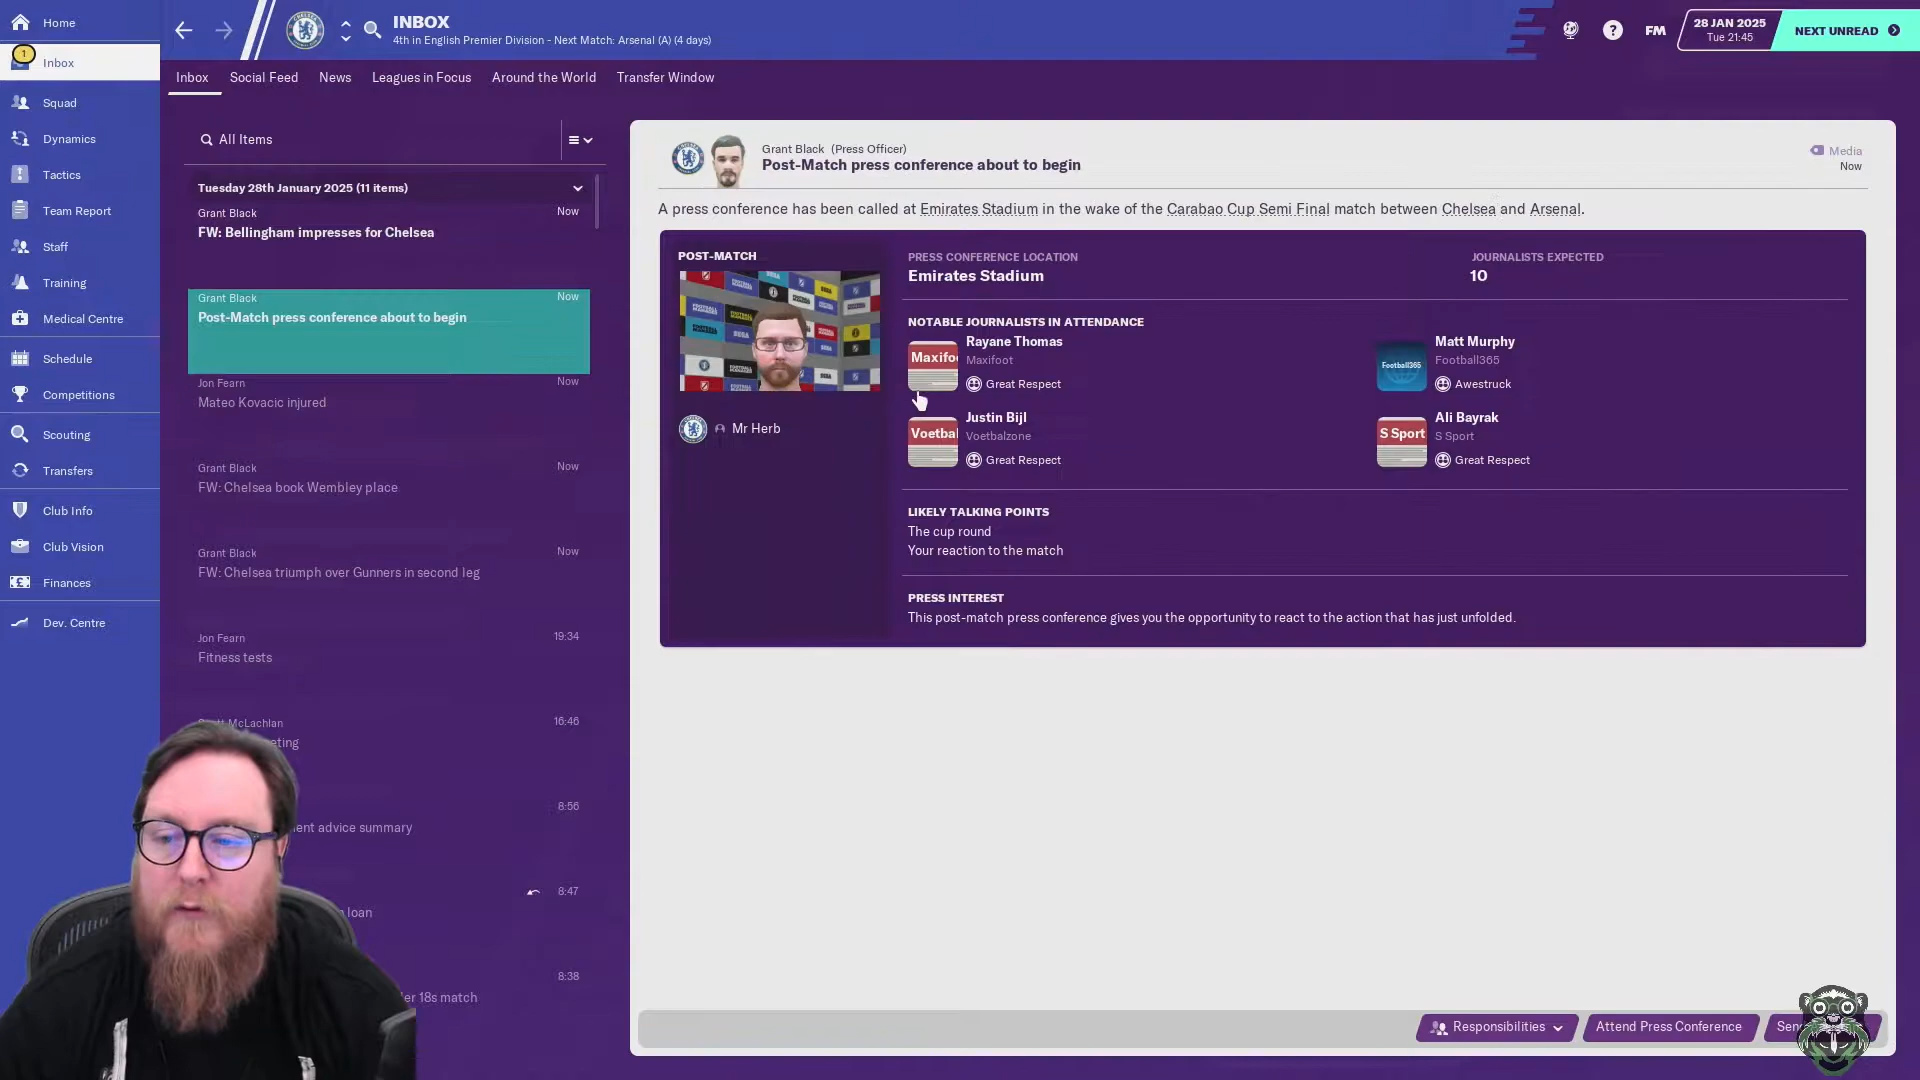 Home
INBOX
4th in English Premier Division - Next Match: Arsenal (A) (4 days)
FM
28 JAN 2025
Tue 21:45
NEXT UNREAD
1
Inbox
Squad
Dynamics
Tactics
Team Report
Staff
Training
Medical Centre
Schedule
Competitions
Scouting
Transfers
Club Info
Club Vision
Finances
Dev. Centre
Inbox
Social Feed
News
Leagues in Focus
Around the World
Transfer Window
All Items
Tuesday 28th January 2025 (11 items)
Grant Black
Now
FW: Bellingham impresses for Chelsea
Grant Black
Now
Post-Match press conference about to begin
Jon Fearn
Now
Mateo Kovacic injured
Grant Black
Now
FW: Chelsea book Wembley place
Grant Black
Now
FW: Chelsea triumph over Gunners in second leg
Jon Fearn
19:34
Fitness tests
McLachlan
16:46
8:56
advice summary
8:47
loan
8:38
18s match
Grant Black (Press Officer)
Post-Match press conference about to begin
Media
Now
A press conference has been called at Emirates Stadium in the wake of the Carabao Cup Semi Final match between Chelsea and Arsenal.
POST-MATCH
Mr Herb
PRESS CONFERENCE LOCATION
Emirates Stadium
JOURNALISTS EXPECTED
10
NOTABLE JOURNALISTS IN ATTENDANCE
Maxifo
Rayane Thomas
Maxifoot
Great Respect
Football365
Matt Murphy
Football365
Awestruck
Voetbal
Justin Bijl
Voetbalzone
Great Respect
S Sport
Ali Bayrak
S Sport
Great Respect
LIKELY TALKING POINTS
The cup round
Your reaction to the match
PRESS INTEREST
This post-match press conference gives you the opportunity to react to the action that has just unfolded.
Responsibilities
Attend Press Conference